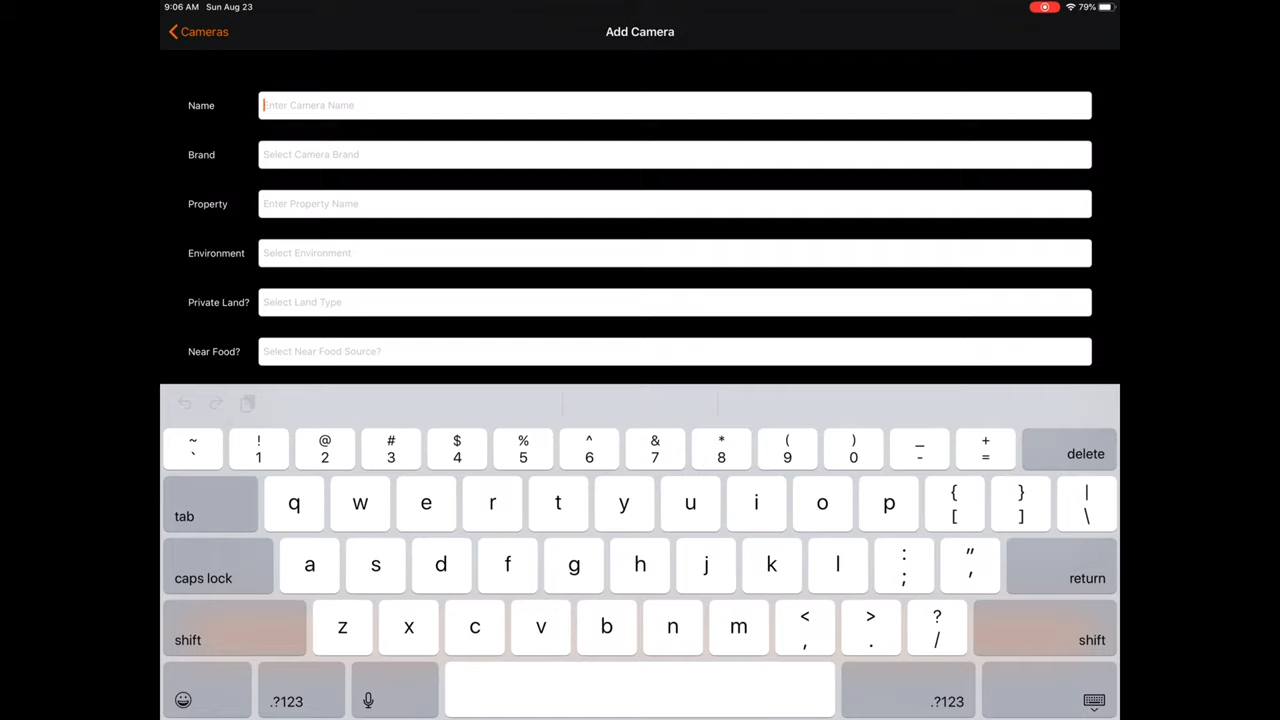 9:06 AM Sun Aug 23 79%
Cameras Add Camera
Name Enter Camera Name
Brand Select Camera Brand
Property Enter Property Name
Environment Select Environment
Private Land? Select Land Type
Near Food? Select Near Food Source?
~ ! @ # $ % ^ & * ( ) _ +
` 1 2 3 4 5 6 7 8 9 0 - = delete
tab q w e r t y u i o p { [ } ] | \
caps lock a s d f g h j k l : ; " ' return
shift z x c v b n m < , > . ? / shift
.?123 .?123